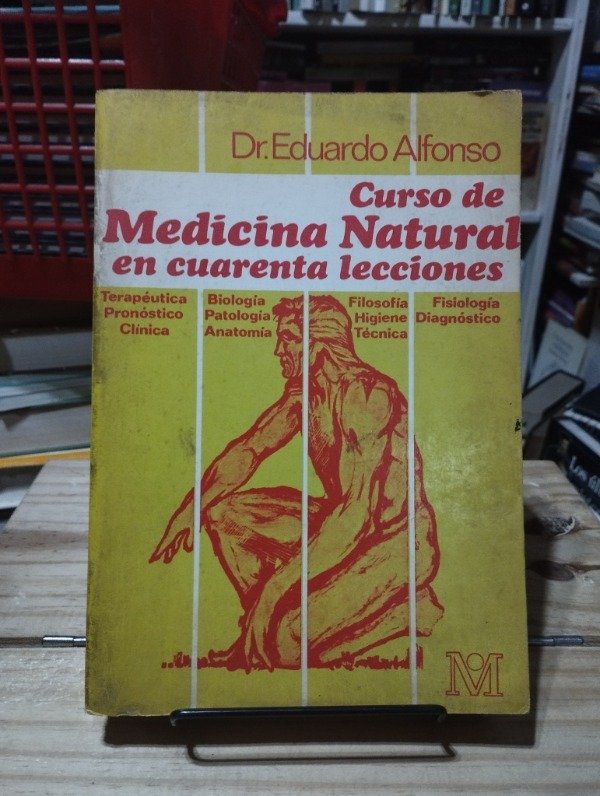 Dr. Eduardo Alfonso
Curso de
Medicina Natural
en cuarenta lecciones
Terapéutica
Pronóstico
Clínica
Biología
Patología
Anatomía
Filosofía
Higiene
Técnica
Fisiología
Diagnóstico